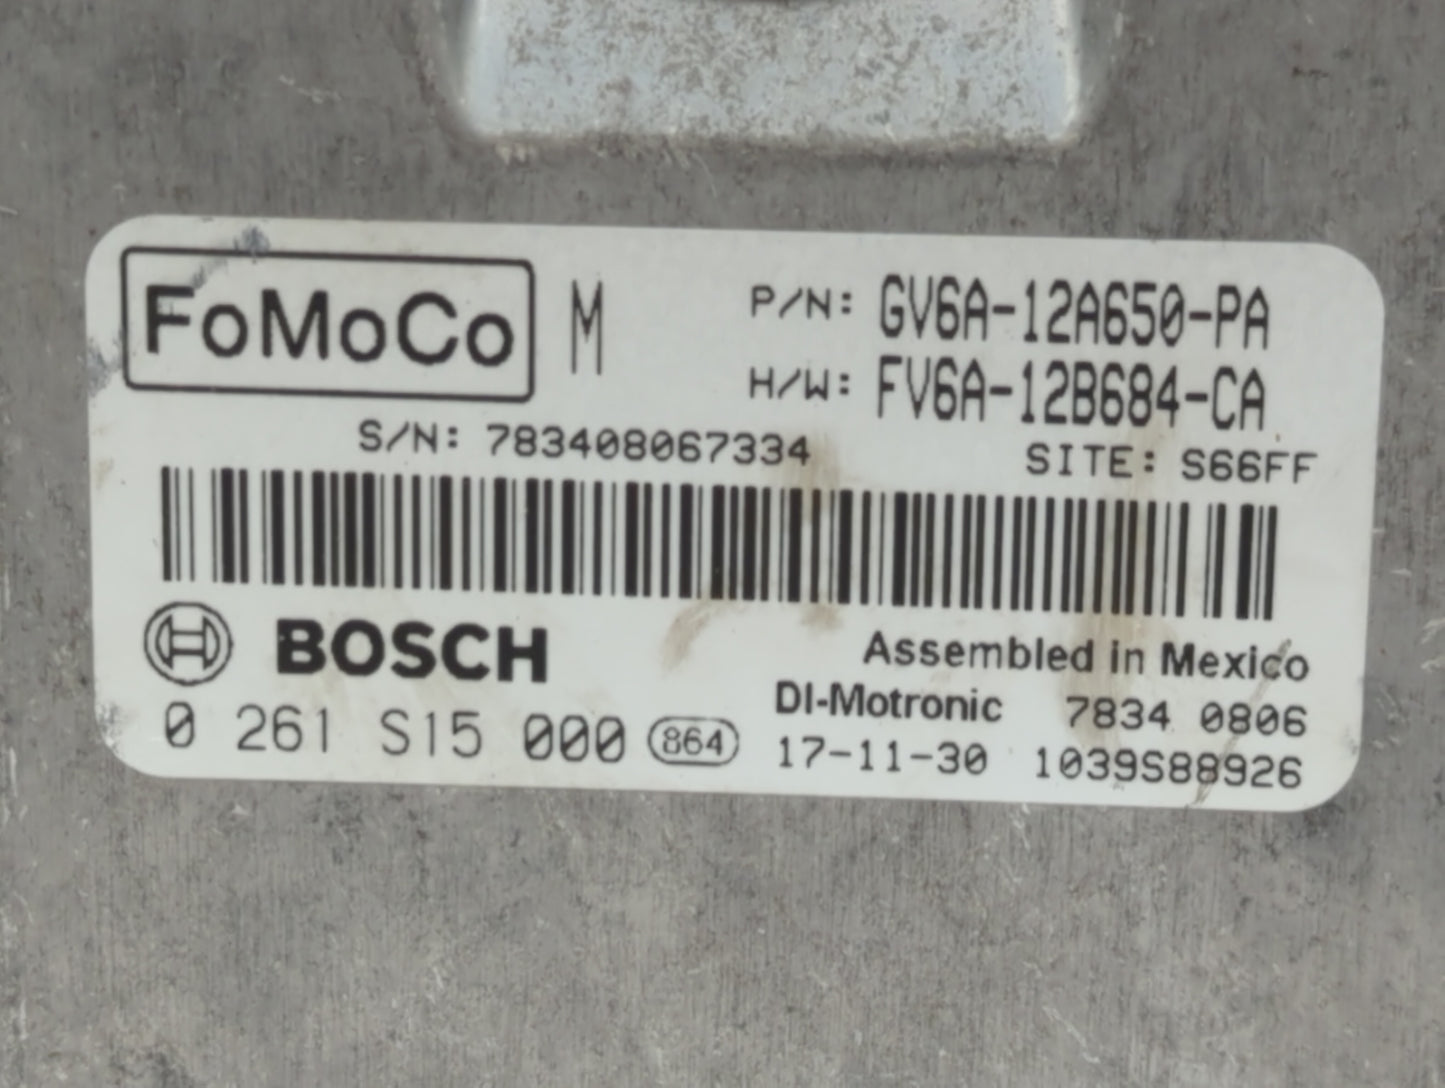 FoMoCo M P/N: GV6A-12A650-PA
H/W: FV6A-12B684-CA
S/N: 783408067334 SITE: S66FF
BOSCH Assembled in Mexico
DI-Motronic 7834 0806
0 261 S15 000 864 17-11-30 1039S88926